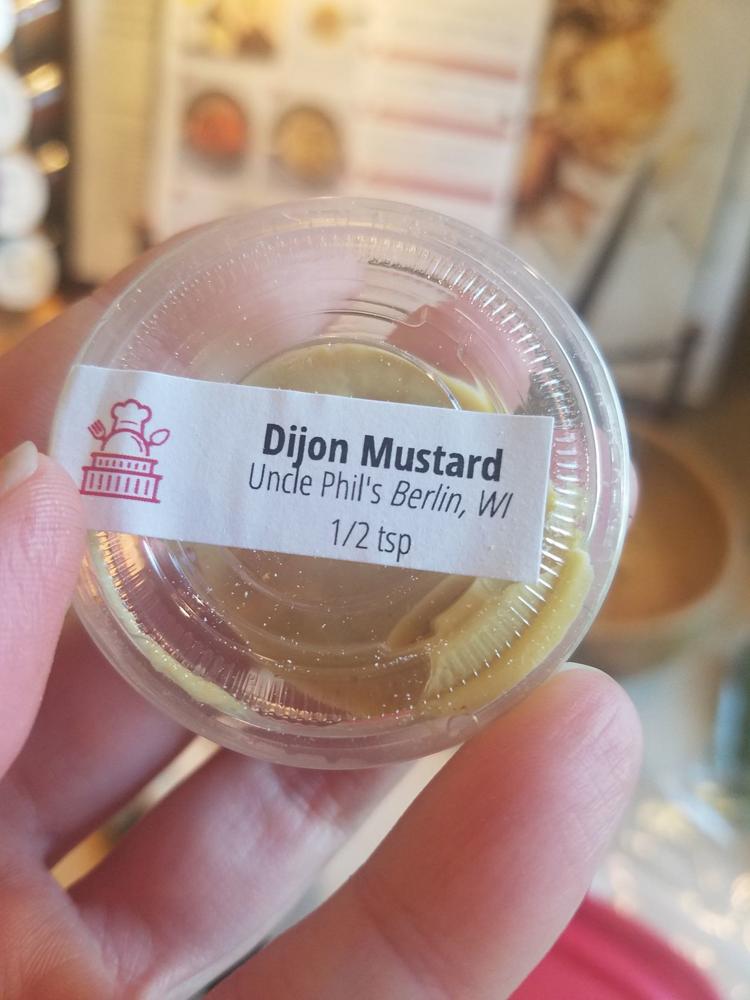 Dijon Mustard
Uncle Phil's Berlin, WI
1/2 tsp